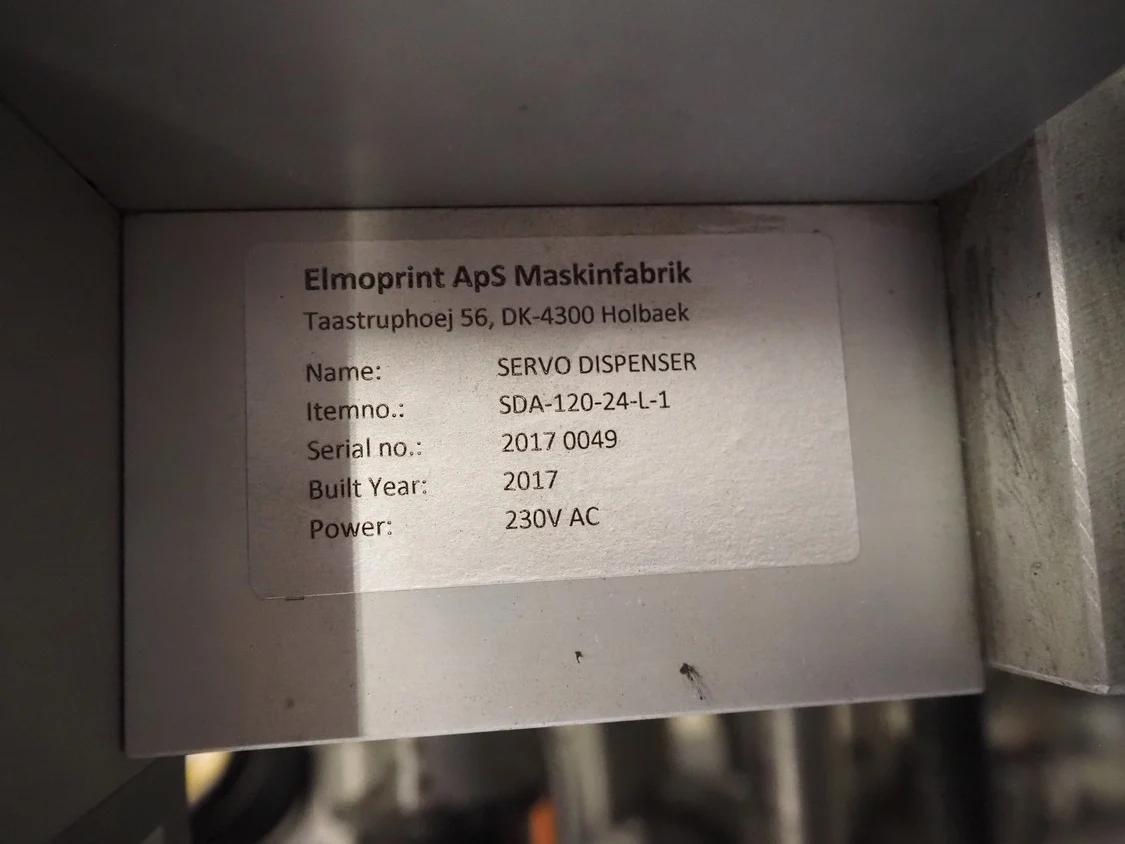 Elmoprint ApS Maskinfabrik
Taastruphoej 56, DK-4300 Holbaek
Name: SERVO DISPENSER
Itemno.: SDA-120-24-L-1
Serial no.: 2017 0049
Built Year: 2017
Power: 230V AC